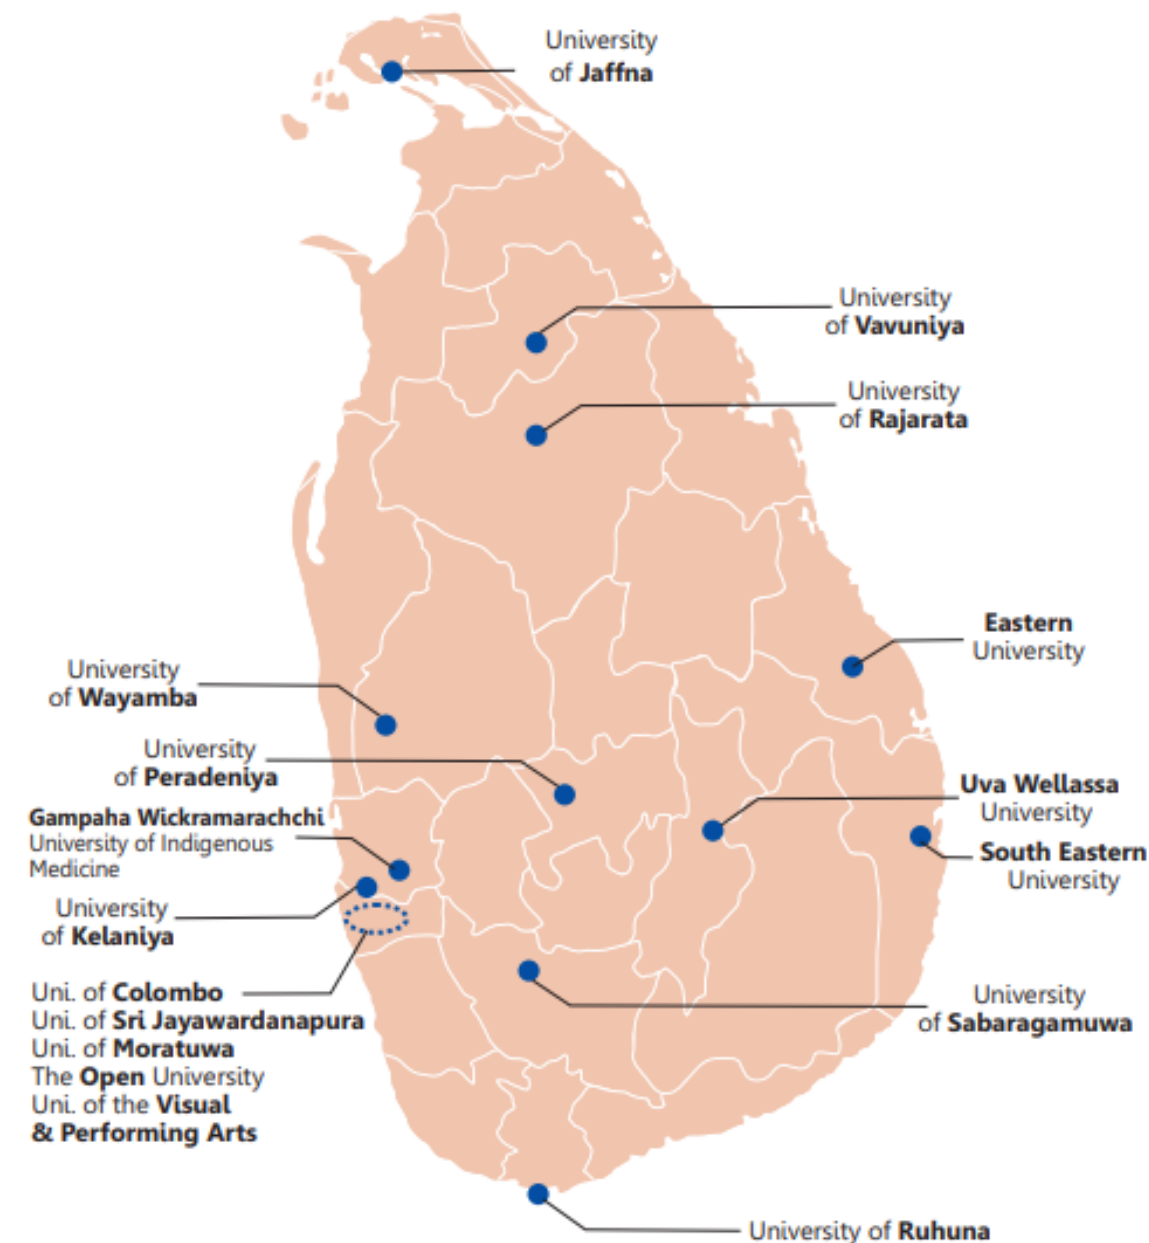 University
of Jaffna
University
of Vavuniya
University
of Rajarata
Eastern
University
University
of Wayamba
University
of Peradeniya
Uva Wellassa
University
Gampaha Wickramarachchi
University of Indigenous
Medicine
South Eastern
University
University
of Kelaniya
Uni. of Colombo
Uni. of Sri Jayawardanapura
Uni. of Moratuwa
The Open University
Uni. of the Visual
& Performing Arts
University
of Sabaragamuwa
University of Ruhuna